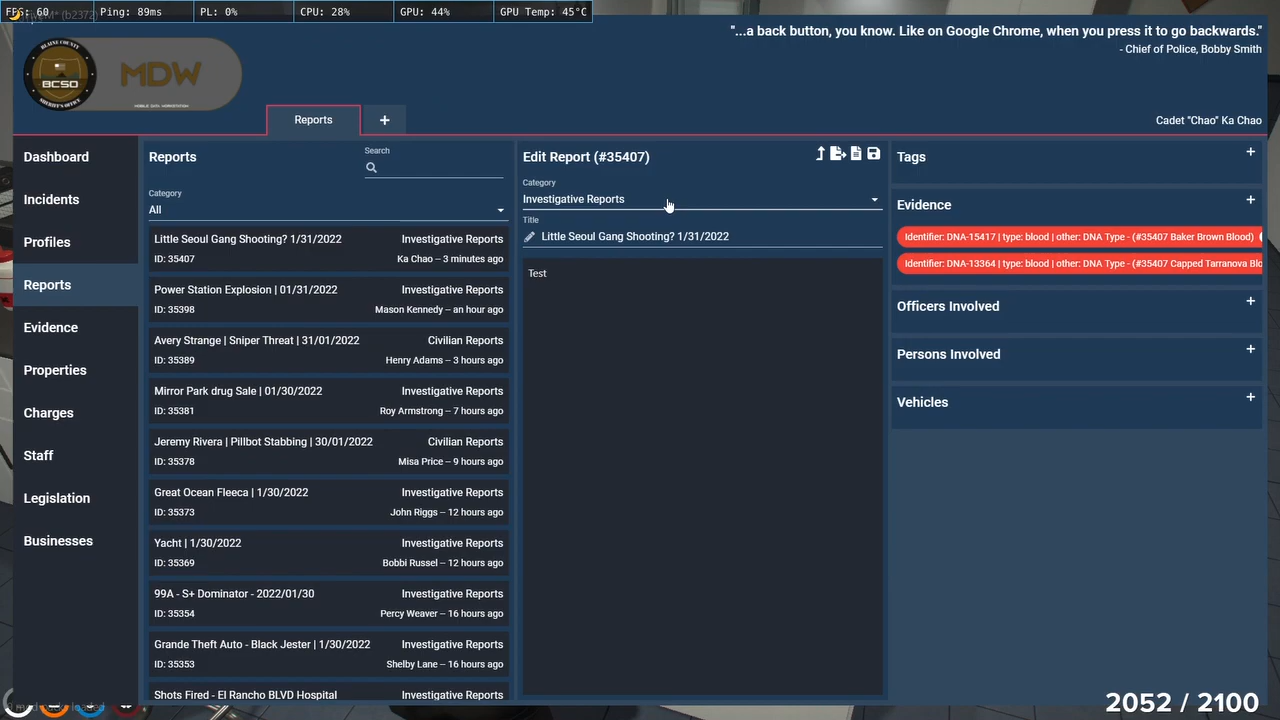 FPS: 60 Ping: 89ms PL: 0% CPU: 28% GPU: 44% GPU Temp: 45°C
"...a back button, you know. Like on Google Chrome, when you press it to go backwards."
- Chief of Police, Bobby Smith
BLAINE COUNTY
BCSO
SHERIFF'S OFFICE
MDW
MOBILE DATA WORKSTATION
Reports
+
Cadet "Chao" Ka Chao
Dashboard
Incidents
Profiles
Reports
Evidence
Properties
Charges
Staff
Legislation
Businesses
Reports
Search
Category
All
Little Seoul Gang Shooting? 1/31/2022 Investigative Reports
ID: 35407 Ka Chao – 3 minutes ago
Power Station Explosion | 01/31/2022 Investigative Reports
ID: 35398 Mason Kennedy – an hour ago
Avery Strange | Sniper Threat | 31/01/2022 Civilian Reports
ID: 35389 Henry Adams – 3 hours ago
Mirror Park drug Sale | 01/30/2022 Investigative Reports
ID: 35381 Roy Armstrong – 7 hours ago
Jeremy Rivera | Pillbot Stabbing | 30/01/2022 Civilian Reports
ID: 35378 Misa Price – 9 hours ago
Great Ocean Fleeca | 1/30/2022 Investigative Reports
ID: 35373 John Riggs – 12 hours ago
Yacht | 1/30/2022 Investigative Reports
ID: 35369 Bobbi Russel – 12 hours ago
99A - S+ Dominator - 2022/01/30 Investigative Reports
ID: 35354 Percy Weaver – 16 hours ago
Grande Theft Auto - Black Jester | 1/30/2022 Investigative Reports
ID: 35353 Shelby Lane – 16 hours ago
Shots Fired - El Rancho BLVD Hospital Investigative Reports
Edit Report (#35407)
Category
Investigative Reports
Title
Little Seoul Gang Shooting? 1/31/2022
Test
Tags +
Evidence +
Identifier: DNA-15417 | type: blood | other: DNA Type - (#35407 Baker Brown Blood)
Identifier: DNA-13364 | type: blood | other: DNA Type - (#35407 Capped Tarranova Blo
Officers Involved +
Persons Involved +
Vehicles +
2052 / 2100